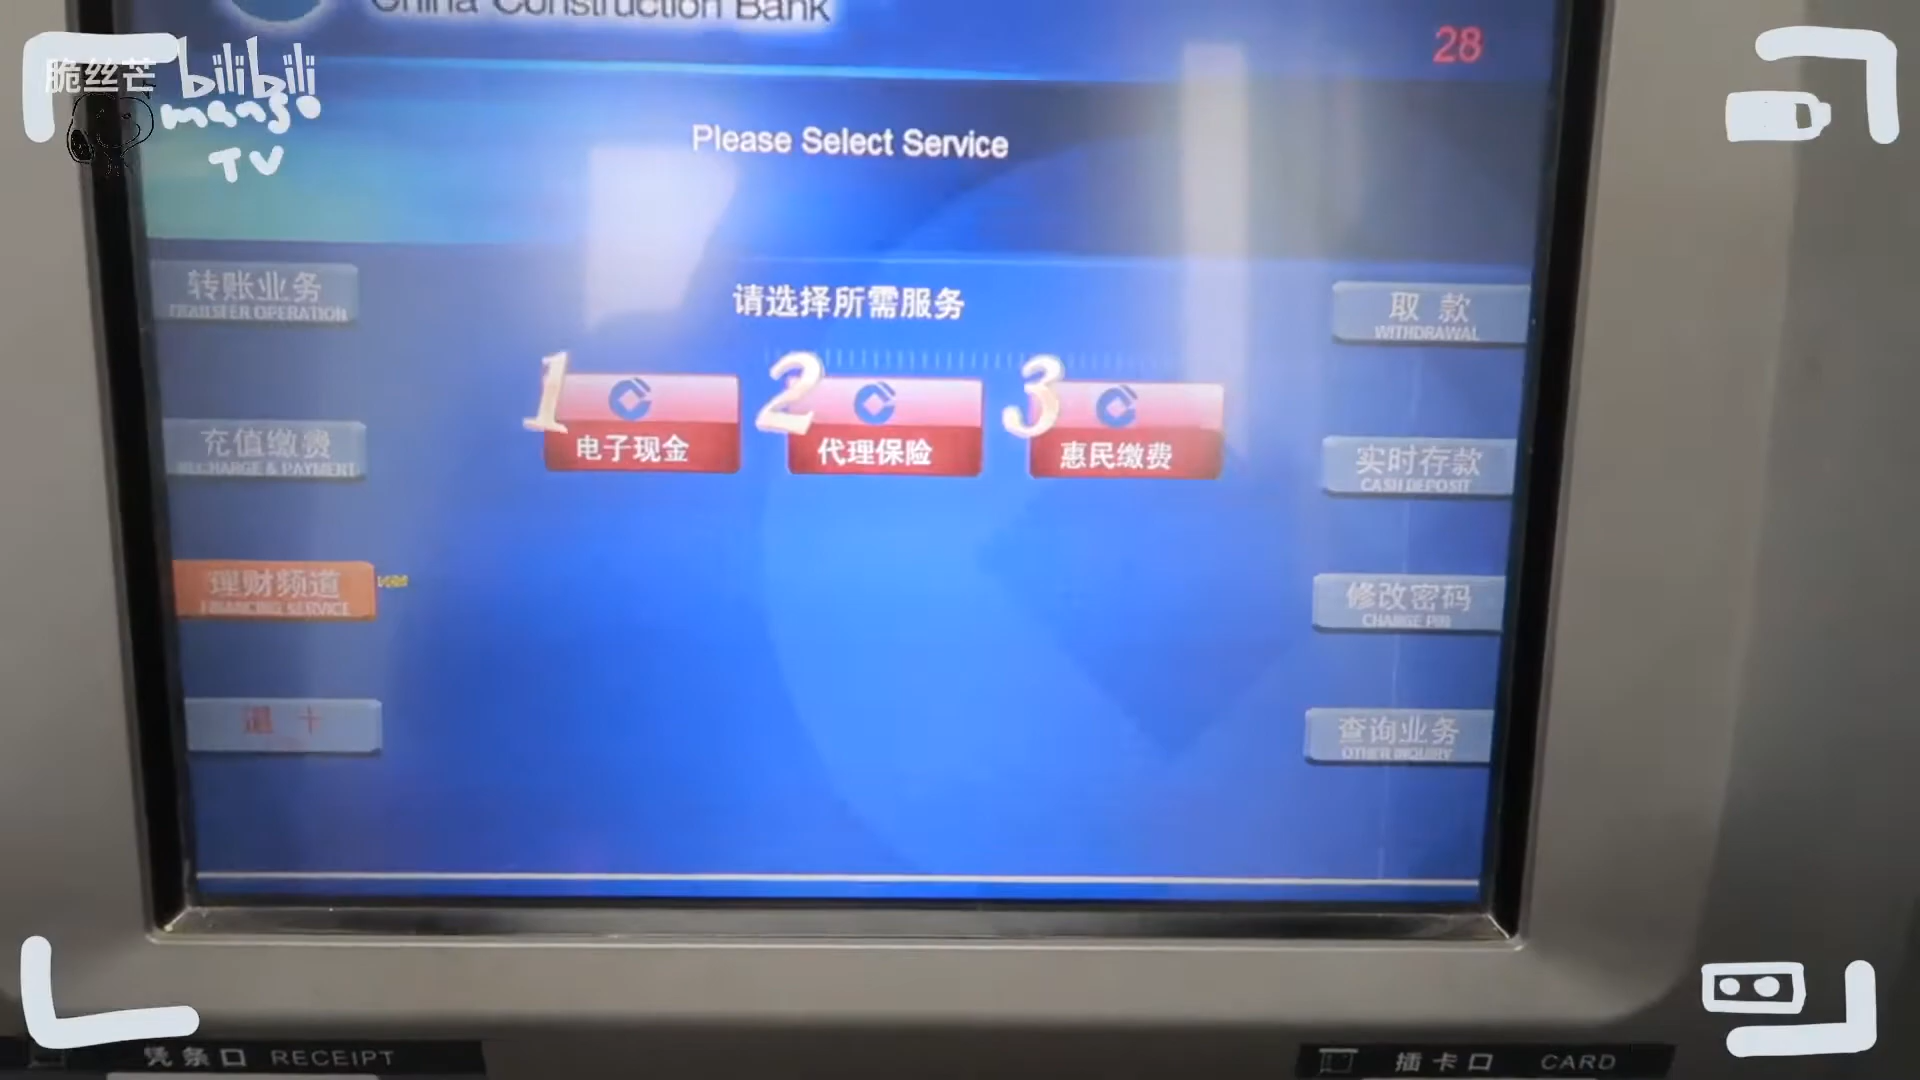 China Construction Bank
28
脆丝芒 bilibili
mango
TV
Please Select Service
请选择所需服务
转账业务
TRANSFER OPERATION
取 款
WITHDRAWAL
1 电子现金
2 代理保险
3 惠民缴费
充值缴费
RECHARGE & PAYMENT
实时存款
CASH DEPOSIT
理财频道
FINANCING SERVICE
修改密码
CHANGE PIN
退 卡
查询业务
OTHER INQUIRY
凭条口 RECEIPT
插卡口 CARD